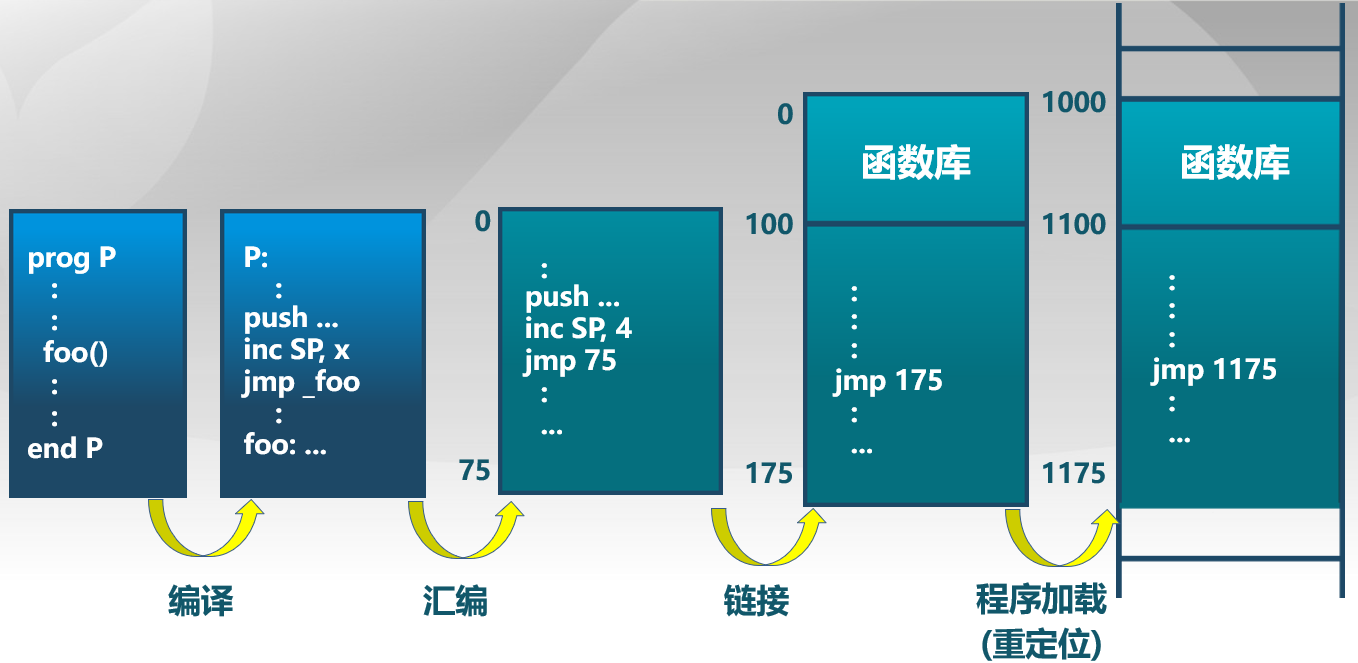 prog P
:
:
foo()
:
:
end P
P:
:
push ...
inc SP, x
jmp _foo
:
foo: ...
0
75
:
push ...
inc SP, 4
jmp 75
:
...
0
100
175
函数库
:
:
:
jmp 175
:
...
1000
1100
1175
函数库
:
:
:
jmp 1175
:
...
编译
汇编
链接
程序加载
(重定位)